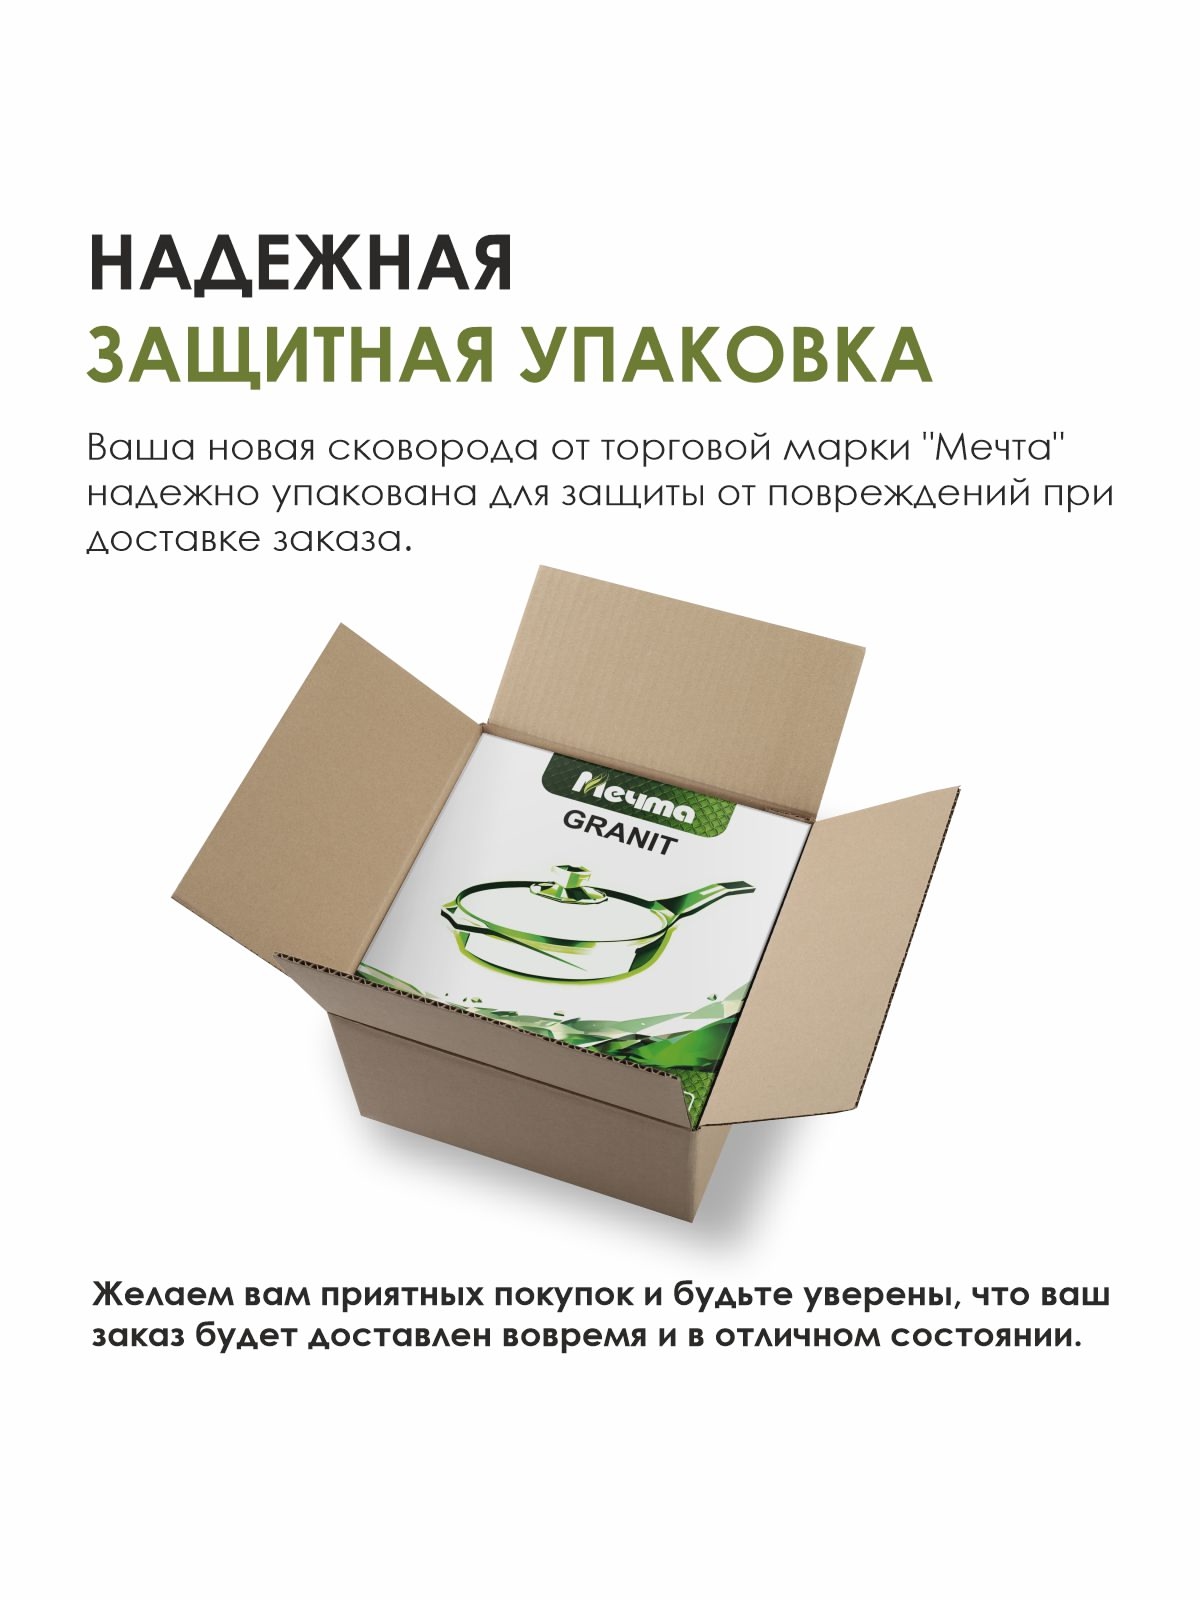 НАДЕЖНАЯ
ЗАЩИТНАЯ УПАКОВКА
Ваша новая сковорода от торговой марки "Мечта"
надежно упакована для защиты от повреждений при
доставке заказа.
Мечта
GRANIT
Желаем вам приятных покупок и будьте уверены, что ваш
заказ будет доставлен вовремя и в отличном состоянии.